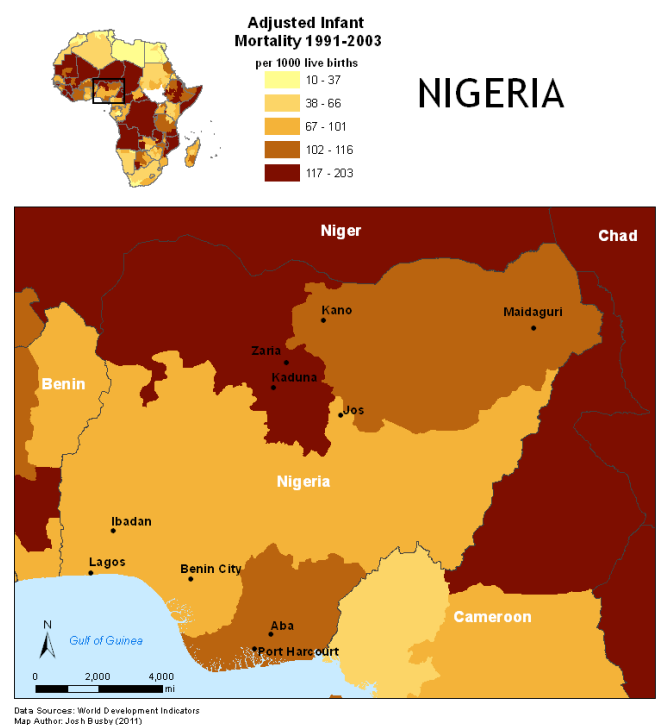 Adjusted Infant
Mortality 1991-2003
per 1000 live births
10 - 37
38 - 66
67 - 101
102 - 116
117 - 203
NIGERIA
Niger
Chad
Kano
Maidaguri
Zaria
Kaduna
Benin
Jos
Nigeria
Ibadan
Lagos
Benin City
Cameroon
Aba
N
Gulf of Guinea
Port Harcourt
0 2,000 4,000
mi
Data Sources: World Development Indicators
Map Author: Josh Busby (2011)